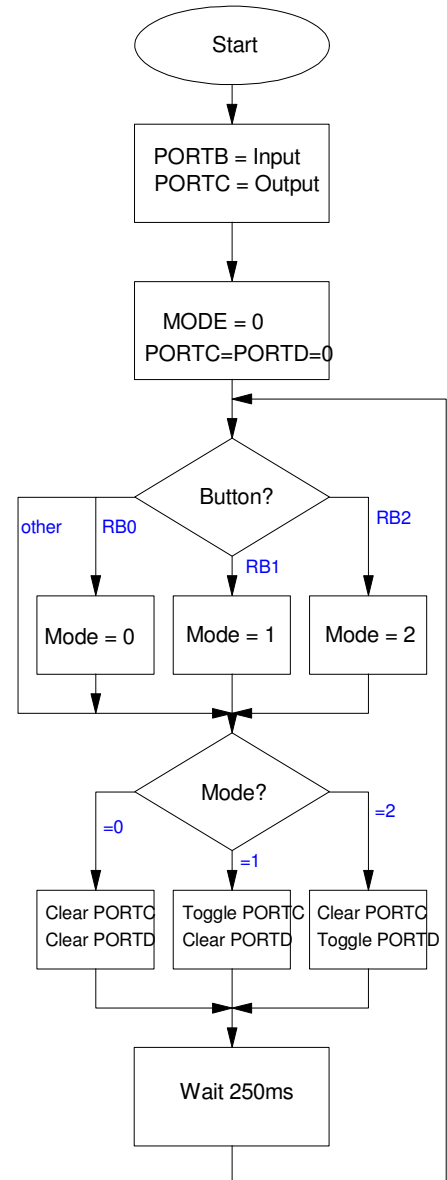 Start
PORTB = Input
PORTC = Output
MODE = 0
PORTC=PORTD=0
Button?
other
RB0
RB1
RB2
Mode = 0
Mode = 1
Mode = 2
Mode?
=0
=1
=2
Clear PORTC
Clear PORTD
Toggle PORTC
Clear PORTD
Clear PORTC
Toggle PORTD
Wait 250ms